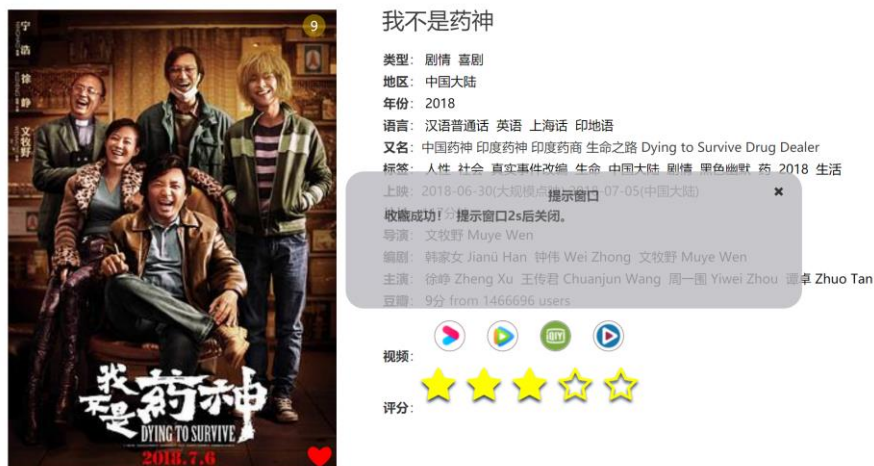 宁浩
徐峥
文牧野
9
我不是药神
DYING TO SURVIVE
2018.7.6
我不是药神
类型: 剧情 喜剧
地区: 中国大陆
年份: 2018
语言: 汉语普通话 英语 上海话 印地语
又名: 中国药神 印度药神 印度药商 生命之路 Dying to Survive Drug Dealer
标签: 人性 社会 真实事件改编 生命 中国大陆 剧情 黑色幽默 药 2018 生活
提示窗口 ×
上映: 2018-06-30(大规模点 -07-05(中国大陆)
收藏成功! 提示窗口2s后关闭。
导演: 文牧野 Muye Wen
编剧: 韩家女 Jianü Han 钟伟 Wei Zhong 文牧野 Muye Wen
主演: 徐峥 Zheng Xu 王传君 Chuanjun Wang 周一围 Yiwei Zhou 谭卓 Zhuo Tan
豆瓣: 9分 from 1466696 users
QIY
视频:
评分: